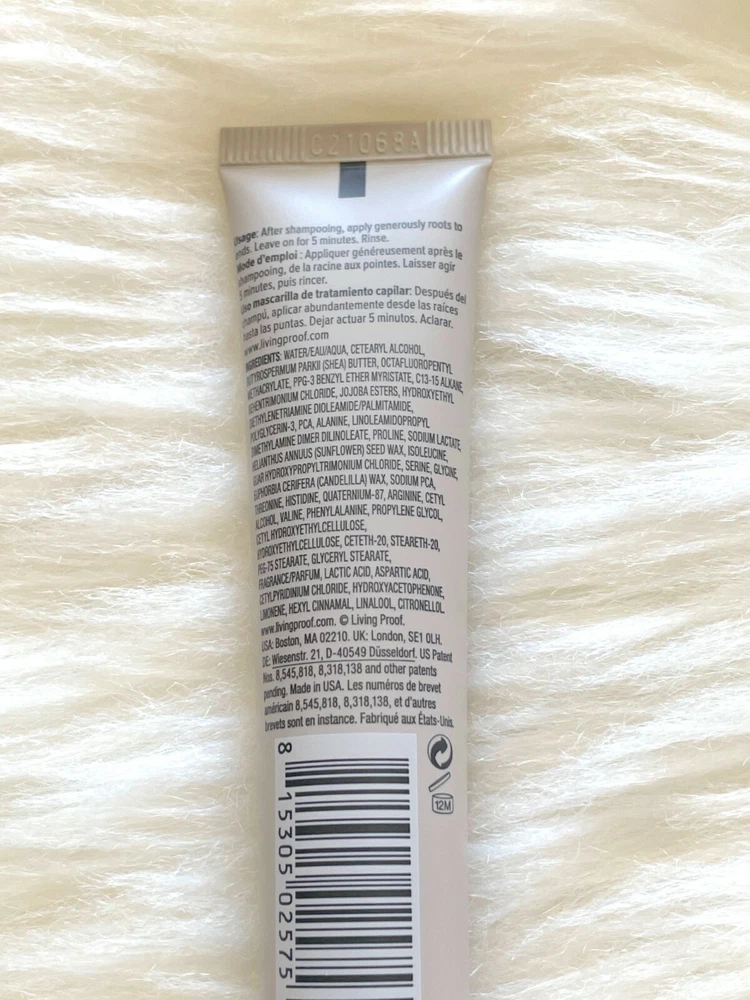 C21068A
Usage: After shampooing, apply generously roots to
ends. Leave on for 5 minutes. Rinse.
Mode d'emploi : Appliquer généreusement après le
shampooing, de la racine aux pointes. Laisser agir
5 minutes, puis rincer.
Uso mascarilla de tratamiento capilar: Después del
champú, aplicar abundantemente desde las raíces
hasta las puntas. Dejar actuar 5 minutos. Aclarar.
www.livingproof.com
INGREDIENTS: WATER/EAU/AQUA, CETEARYL ALCOHOL,
BUTYROSPERMUM PARKII (SHEA) BUTTER, OCTAFLUOROPENTYL
METHACRYLATE, PPG-3 BENZYL ETHER MYRISTATE, C13-15 ALKANE,
BEHENTRIMONIUM CHLORIDE, JOJOBA ESTERS, HYDROXYETHYL
DIETHYLENETRIAMINE DIOLEAMIDE/PALMITAMIDE,
POLYGLYCERIN-3, PCA, ALANINE, LINOLEAMIDOPROPYL
DIMETHYLAMINE DIMER DILINOLEATE, PROLINE, SODIUM LACTATE,
HELIANTHUS ANNUUS (SUNFLOWER) SEED WAX, ISOLEUCINE,
GUAR HYDROXYPROPYLTRIMONIUM CHLORIDE, SERINE, GLYCINE,
EUPHORBIA CERIFERA (CANDELILLA) WAX, SODIUM PCA,
THREONINE, HISTIDINE, QUATERNIUM-87, ARGININE, CETYL
ALCOHOL, VALINE, PHENYLALANINE, PROPYLENE GLYCOL,
CETYL HYDROXYETHYLCELLULOSE,
HYDROXYETHYLCELLULOSE, CETETH-20, STEARETH-20,
PEG-75 STEARATE, GLYCERYL STEARATE,
FRAGRANCE/PARFUM, LACTIC ACID, ASPARTIC ACID,
CETYLPYRIDINIUM CHLORIDE, HYDROXYACETOPHENONE,
LIMONENE, HEXYL CINNAMAL, LINALOOL, CITRONELLOL.
www.livingproof.com. © Living Proof.
USA: Boston, MA 02210. UK: London, SE1 0LH.
DE: Wiesenstr. 21, D-40549 Düsseldorf. US Patent
Nos. 8,545,818, 8,318,138 and other patents
pending. Made in USA. Les numéros de brevet
américain 8,545,818, 8,318,138, et d'autres
brevets sont en instance. Fabriqué aux États-Unis.
8 15305 02575
12M